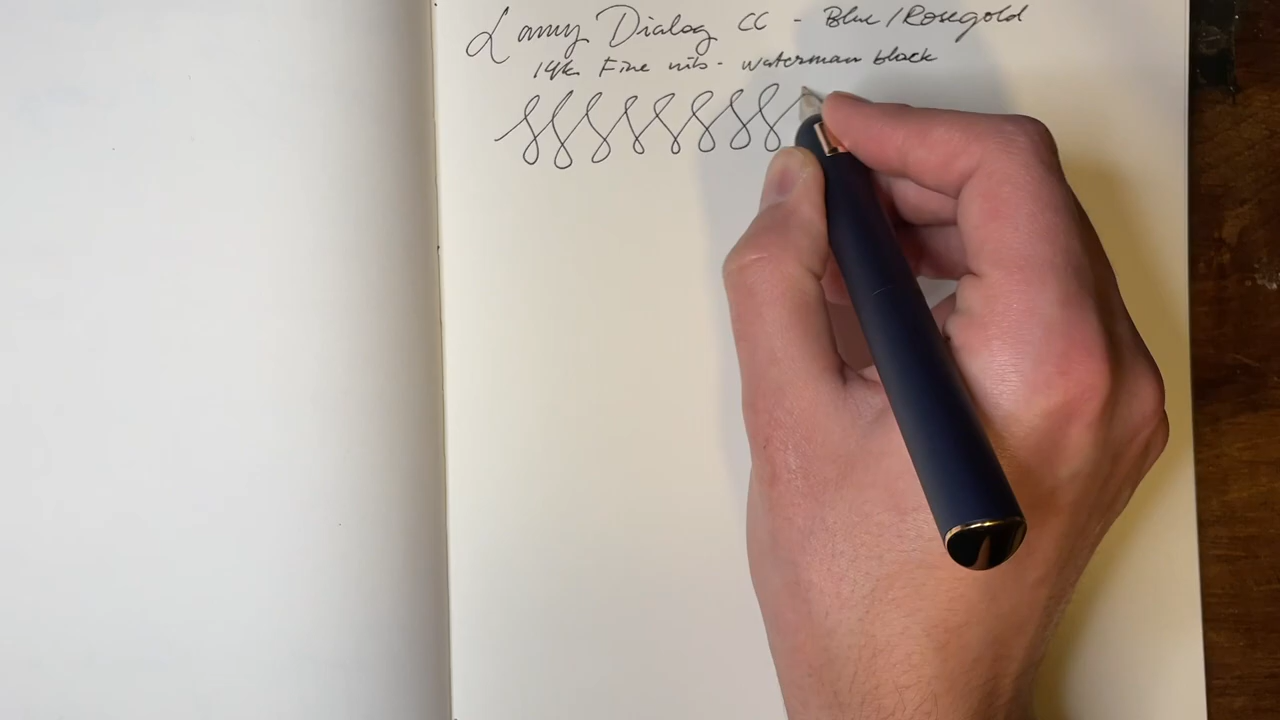 Lamy Dialog CC - Blue/Rosegold
14k Fine nib - Waterman black